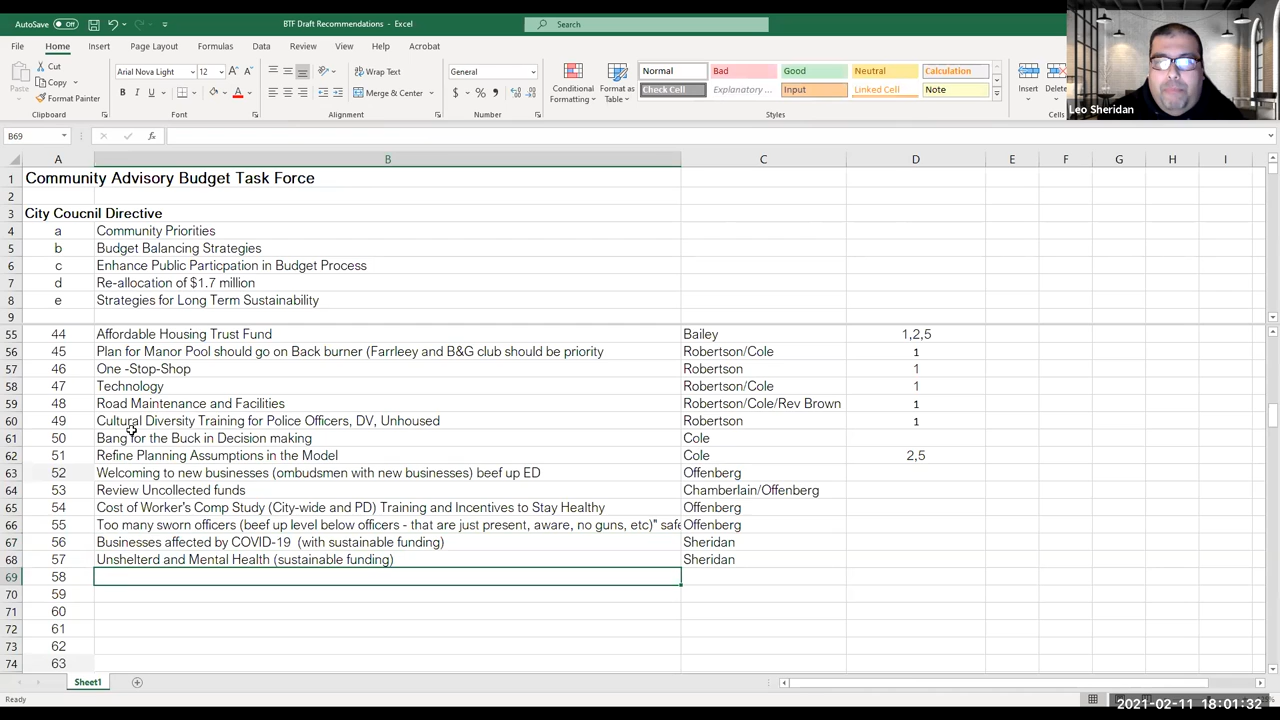 AutoSave Off BTF Draft Recommendations - Excel Search
File Home Insert Page Layout Formulas Data Review View Help Acrobat
Cut Arial Nova Light 12 Wrap Text General Normal Bad Good Neutral Calculation
Paste Copy Format Painter B I U Merge & Center $ % Conditional Formatting Format as Table Check Cell Explanatory ... Input Linked Cell Note Insert Delete
Clipboard Font Alignment Number Styles
Leo Sheridan
B69 fx
A B C D E F G H I
1 Community Advisory Budget Task Force
2
3 City Coucnil Directive
4 a Community Priorities
5 b Budget Balancing Strategies
6 c Enhance Public Particpation in Budget Process
7 d Re-allocation of $1.7 million
8 e Strategies for Long Term Sustainability
9
55 44 Affordable Housing Trust Fund Bailey 1,2,5
56 45 Plan for Manor Pool should go on Back burner (Farrleey and B&G club should be priority Robertson/Cole 1
57 46 One -Stop-Shop Robertson 1
58 47 Technology Robertson/Cole 1
59 48 Road Maintenance and Facilities Robertson/Cole/Rev Brown 1
60 49 Cultural Diversity Training for Police Officers, DV, Unhoused Robertson 1
61 50 Bang for the Buck in Decision making Cole
62 51 Refine Planning Assumptions in the Model Cole 2,5
63 52 Welcoming to new businesses (ombudsmen with new businesses) beef up ED Offenberg
64 53 Review Uncollected funds Chamberlain/Offenberg
65 54 Cost of Worker's Comp Study (City-wide and PD) Training and Incentives to Stay Healthy Offenberg
66 55 Too many sworn officers (beef up level below officers - that are just present, aware, no guns, etc)" safe Offenberg
67 56 Businesses affected by COVID-19 (with sustainable funding) Sheridan
68 57 Unshelterd and Mental Health (sustainable funding) Sheridan
69 58
70 59
71 60
72 61
73 62
74 63
Sheet1
Ready 2021-02-11 18:01:32